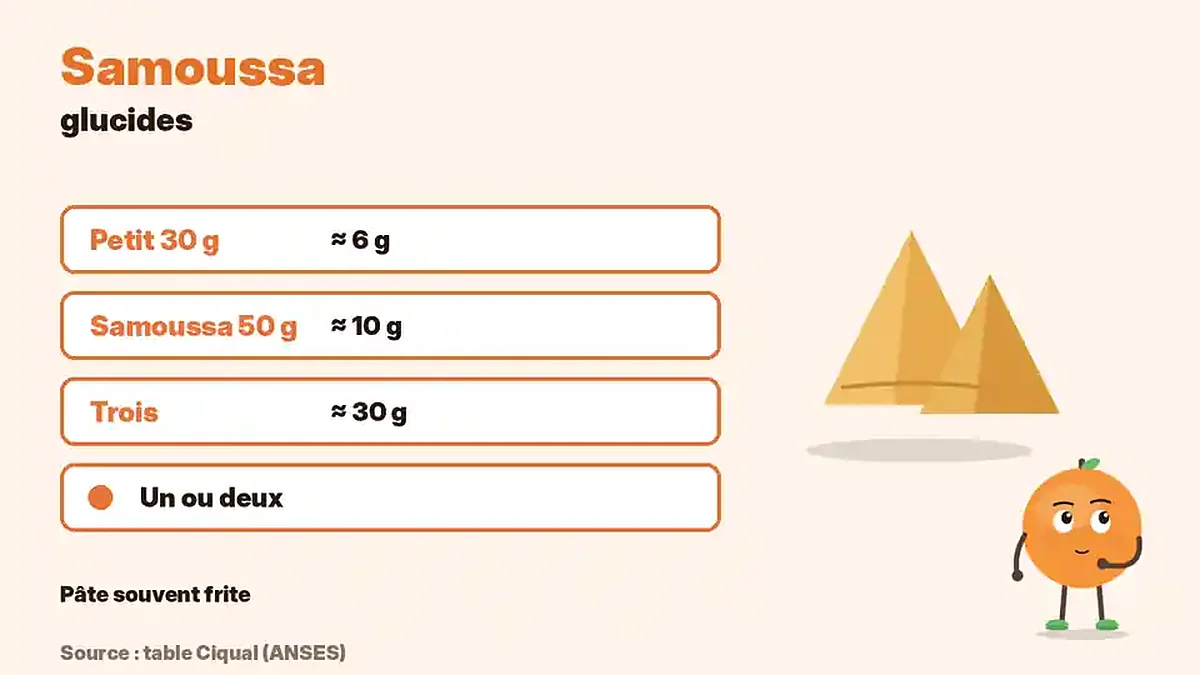 Samoussa
glucides
Petit 30 g ≈ 6 g
Samoussa 50 g ≈ 10 g
Trois ≈ 30 g
Un ou deux
Pâte souvent frite
Source : table Ciqual (ANSES)